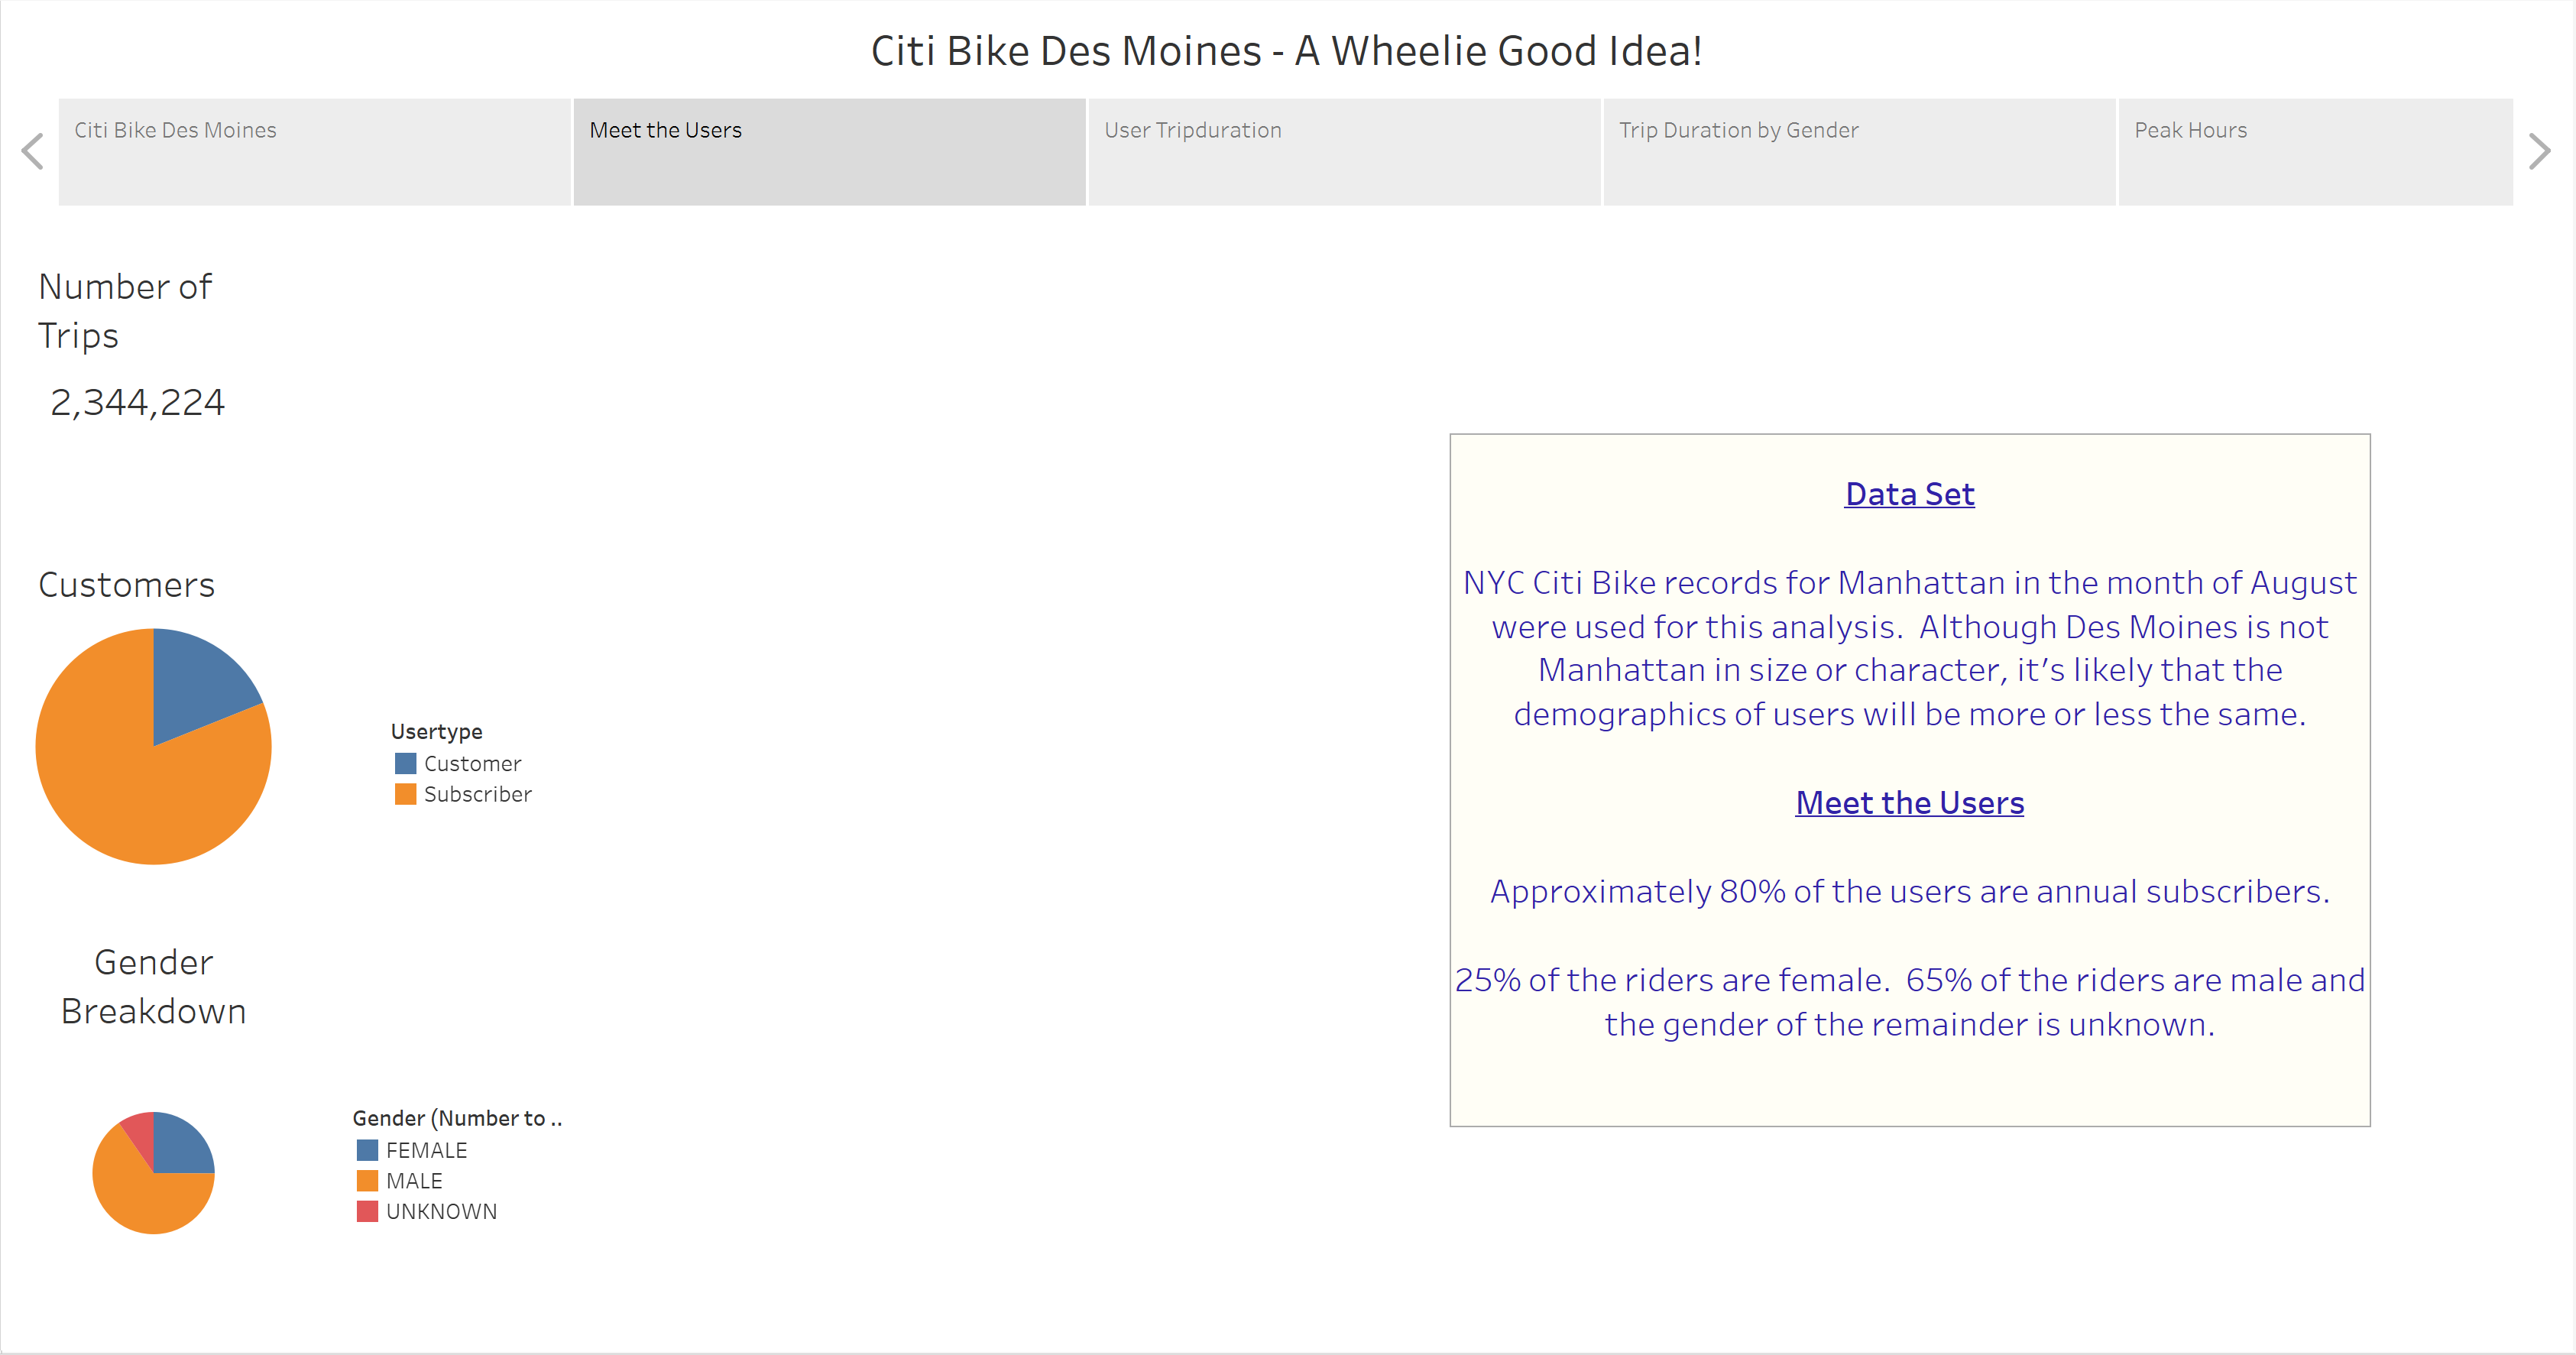 Citi Bike Des Moines - A Wheelie Good Idea!
Citi Bike Des Moines
Meet the Users
User Tripduration
Trip Duration by Gender
Peak Hours
Number of
Trips
2,344,224
Customers
Usertype
Customer
Subscriber
Gender
Breakdown
Gender (Number to ..
FEMALE
MALE
UNKNOWN
Data Set
NYC Citi Bike records for Manhattan in the month of August
were used for this analysis.  Although Des Moines is not
Manhattan in size or character, it’s likely that the
demographics of users will be more or less the same.
Meet the Users
Approximately 80% of the users are annual subscribers.
25% of the riders are female.  65% of the riders are male and
the gender of the remainder is unknown.